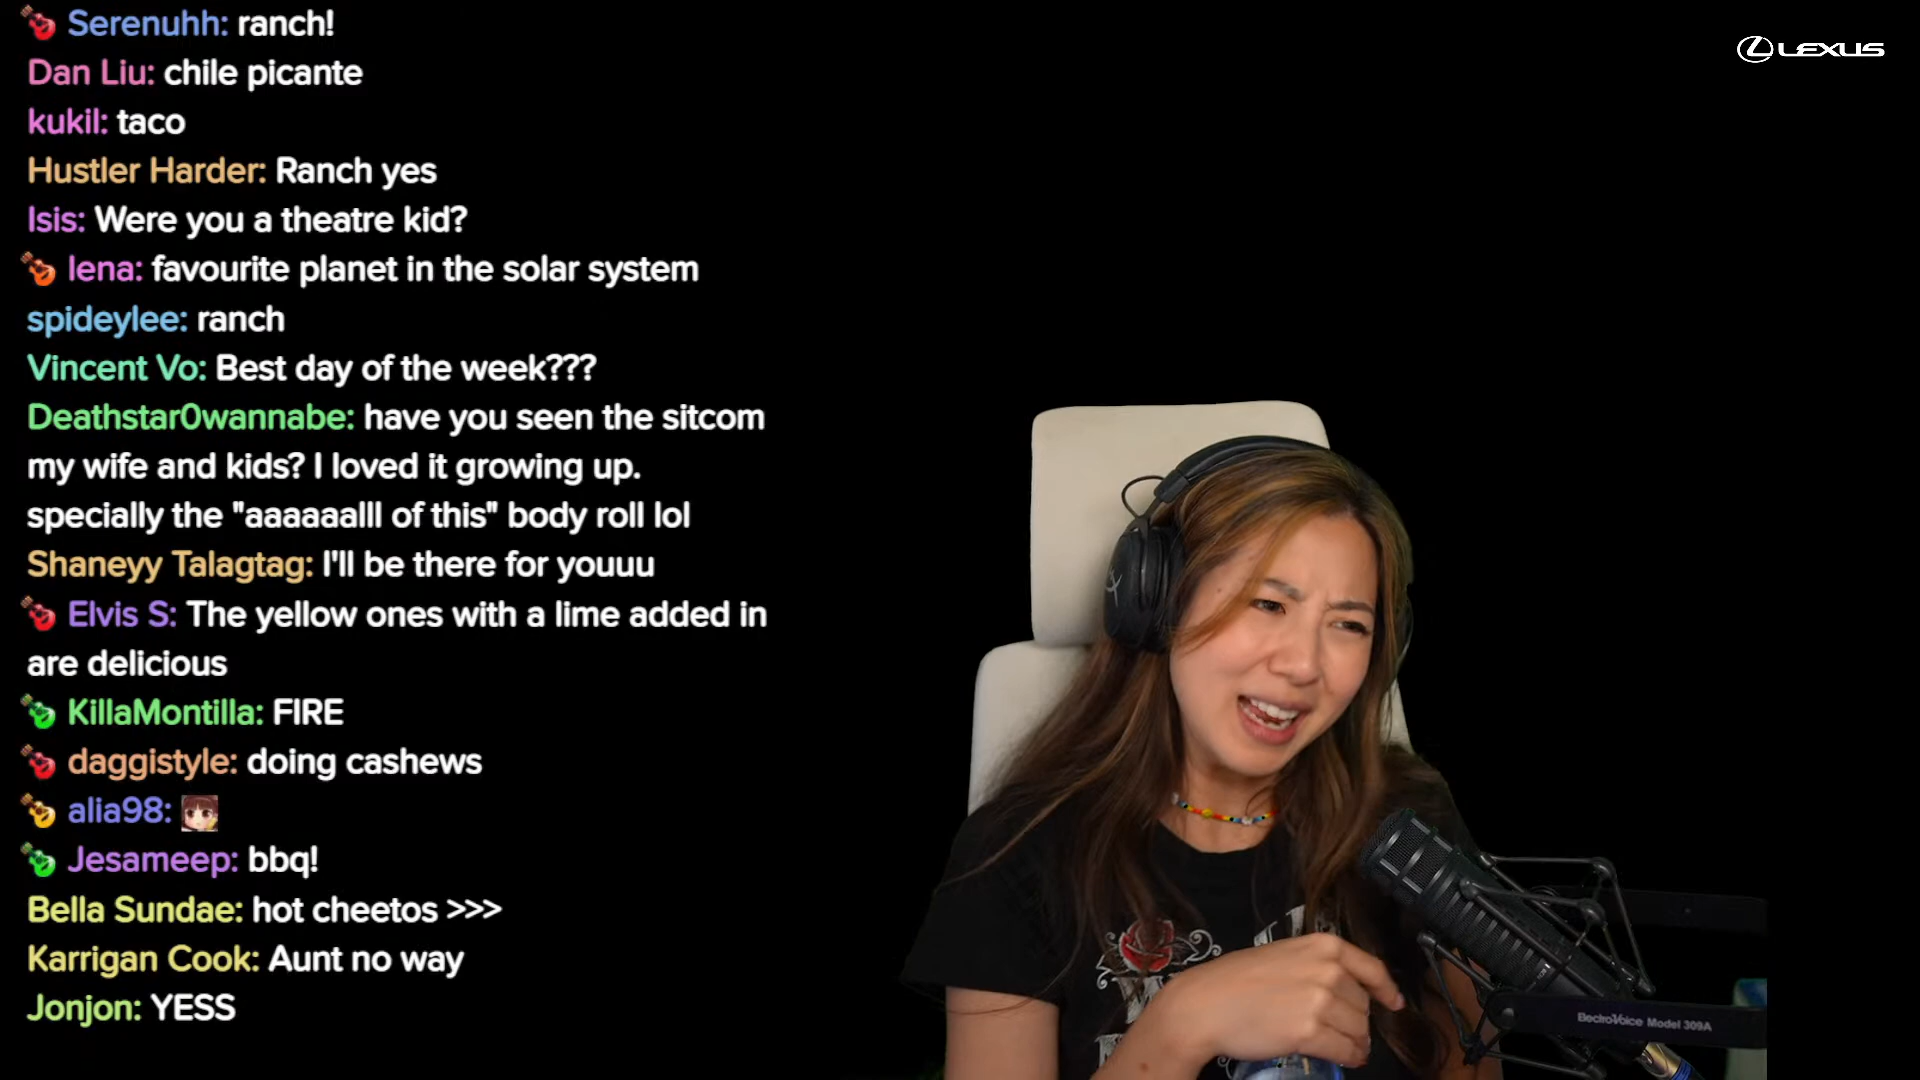 Serenuhh: ranch!
LEXUS
Dan Liu: chile picante
kukil: taco
Hustler Harder: Ranch yes
Isis: Were you a theatre kid?
lena: favourite planet in the solar system
spideylee: ranch
Vincent Vo: Best day of the week???
Deathstar0wannabe: have you seen the sitcom
my wife and kids? I loved it growing up.
specially the "aaaaaalll of this" body roll lol
Shaneyy Talagtag: I'll be there for youuu
Elvis S: The yellow ones with a lime added in
are delicious
KillaMontilla: FIRE
daggistyle: doing cashews
alia98:
Jesameep: bbq!
Bella Sundae: hot cheetos >>>
Karrigan Cook: Aunt no way
Jonjon: YESS
ElectroVoice Model 309A